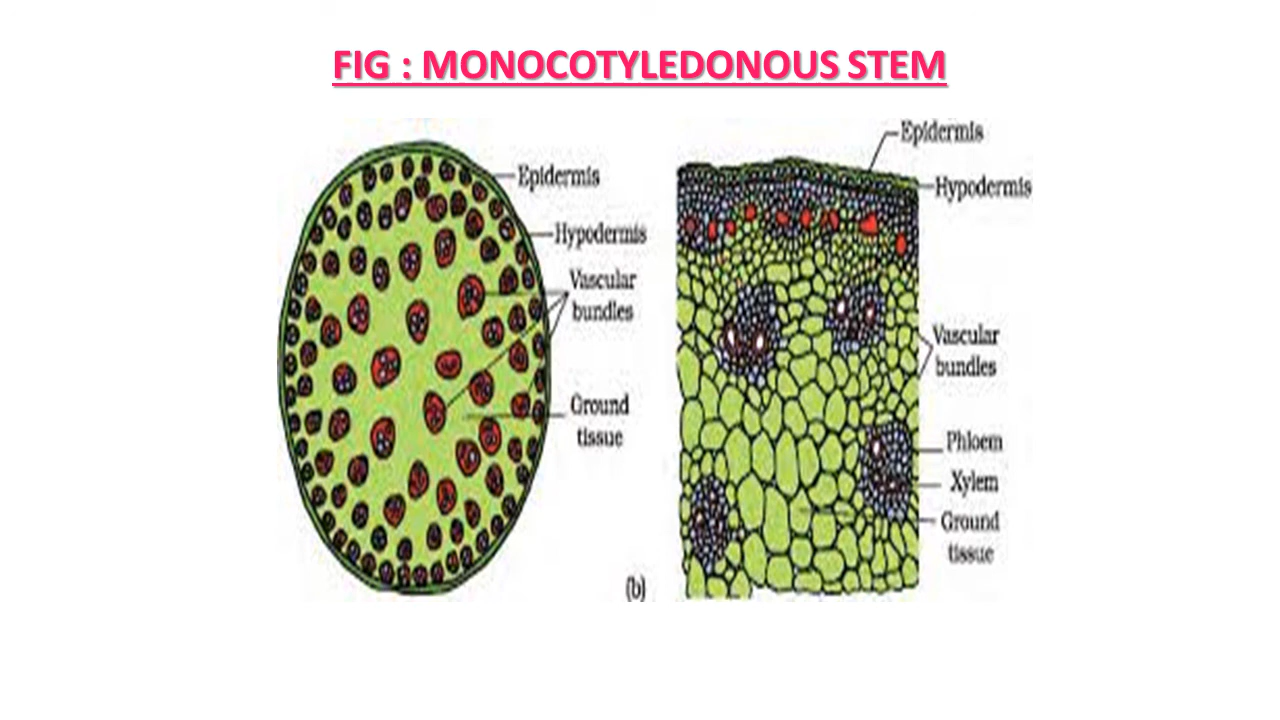 FIG : MONOCOTYLEDONOUS STEM
Epidermis
Hypodermis
Vascular
bundles
Ground
tissue
(b)
Epidermis
Hypodermis
Vascular
bundles
Phloem
Xylem
Ground
tissue